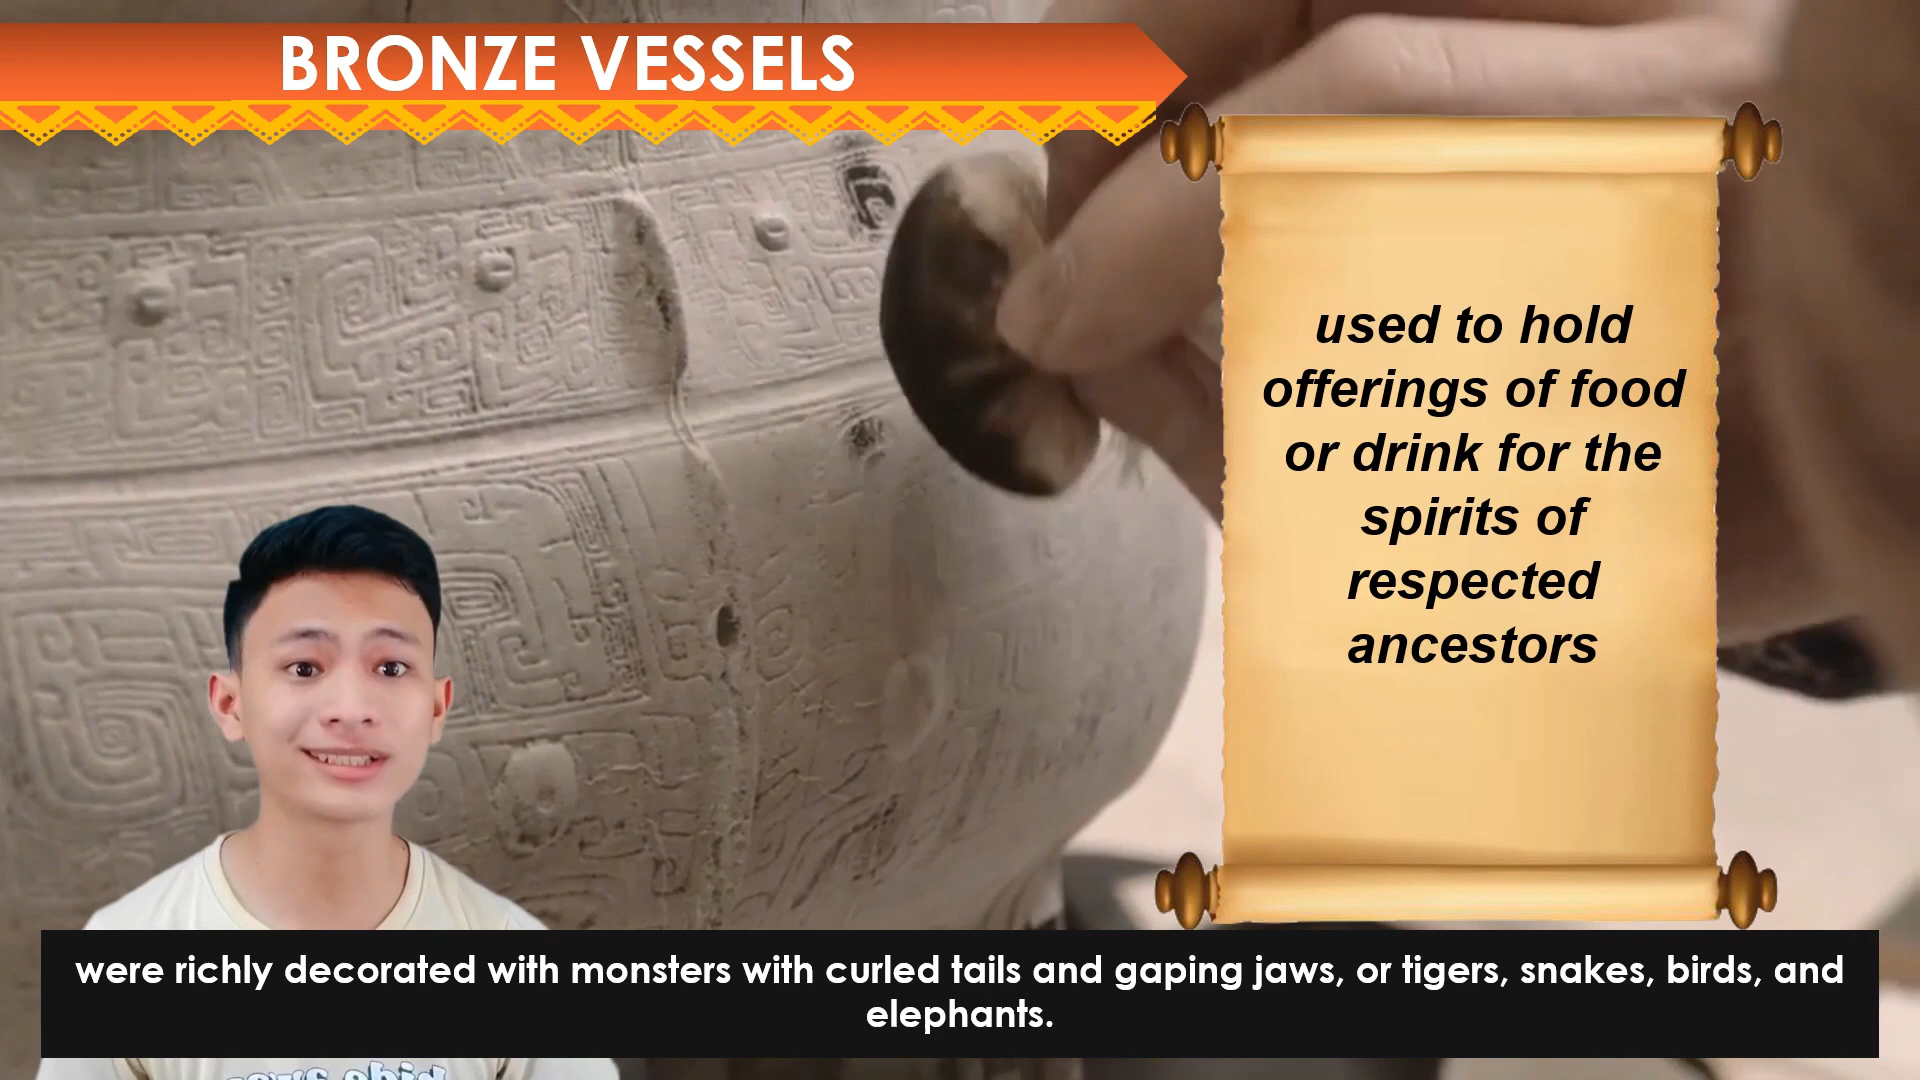 BRONZE VESSELS
used to hold
offerings of food
or drink for the
spirits of
respected
ancestors
were richly decorated with monsters with curled tails and gaping jaws, or tigers, snakes, birds, and
elephants.